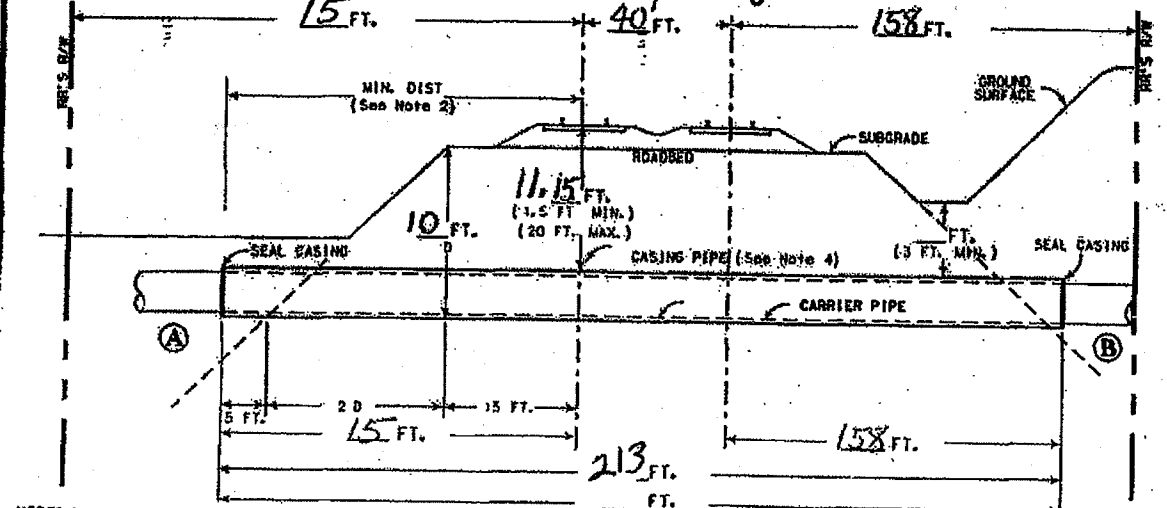 15 FT. 40' FT. 158 FT.
RR'S R/W
RR'S R/W
MIN. DIST
(See Note 2)
GROUND
SURFACE
SUBGRADE
ROADBED
11.15 FT.
(4.5 FT MIN.)
(20 FT. MAX.)
10 FT.
D
FT.
(3 FT. MIN.)
SEAL CASING
CASING PIPE (See Note 4)
SEAL CASING
CARRIER PIPE
A
B
5 FT. 2 D 15 FT.
15 FT. 158 FT.
213 FT.
FT.